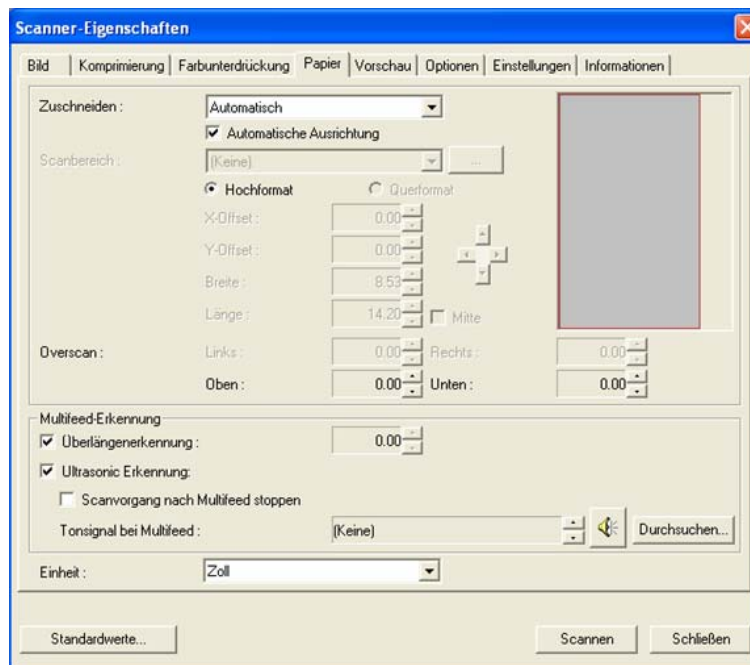 Scanner-Eigenschaften
Bild Komprimierung Farbunterdrückung Papier Vorschau Optionen Einstellungen Informationen
Zuschneiden : Automatisch
Automatische Ausrichtung
Scanbereich : (Keine) ...
Hochformat Querformat
X-Offset : 0.00
Y-Offset : 0.00
Breite : 8.53
Länge : 14.20 Mitte
Overscan : Links : 0.00 Rechts : 0.00
Oben : 0.00 Unten : 0.00
Multifeed-Erkennung
Überlängenerkennung : 0.00
Ultrasonic Erkennung:
Scanvorgang nach Multifeed stoppen
Tonsignal bei Multifeed : (Keine) Durchsuchen...
Einheit : Zoll
Standardwerte... Scannen Schließen